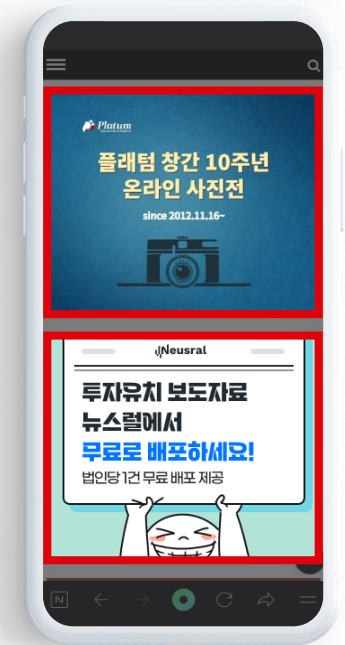 Platum
플래텀 창간 10주년
온라인 사진전
since 2012.11.16~
Neusral
투자유치 보도자료
뉴스럴에서
무료로 배포하세요!
법인당 1건 무료 배포 제공
N